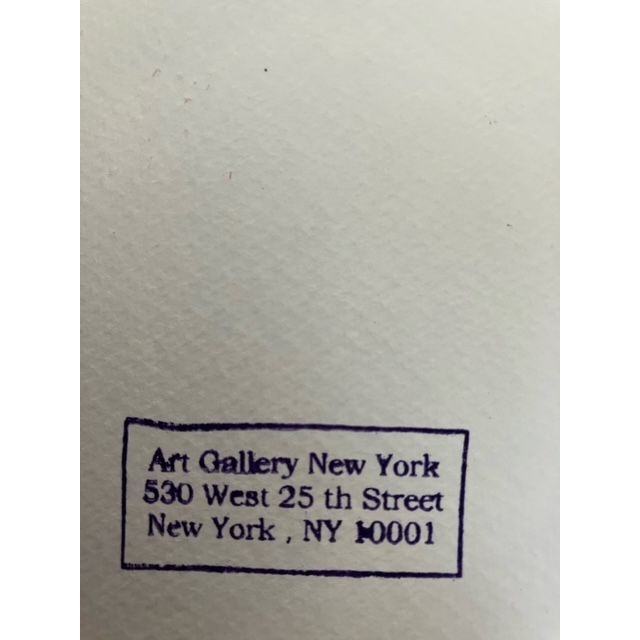 Art Gallery New York
530 West 25 th Street
New York , NY 10001